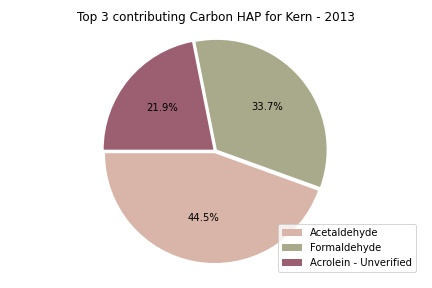 Top 3 contributing Carbon HAP for Kern - 2013
33.7%
21.9%
44.5%
Acetaldehyde
Formaldehyde
Acrolein - Unverified